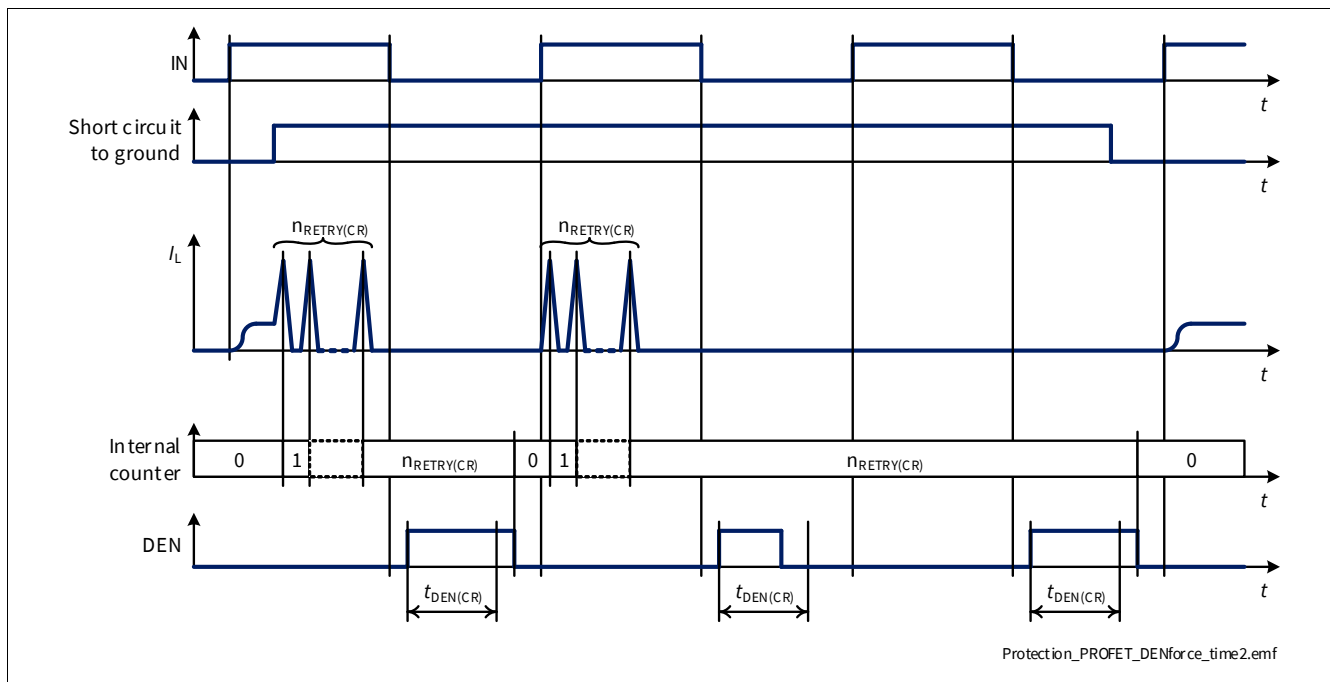 IN
t
Short circuit
to ground
t
nRETRY(CR)
nRETRY(CR)
IL
t
Internal
counter
0
1
nRETRY(CR)
0
1
nRETRY(CR)
0
t
DEN
t
tDEN(CR)
tDEN(CR)
tDEN(CR)
Protection_PROFET_DENforce_time2.emf